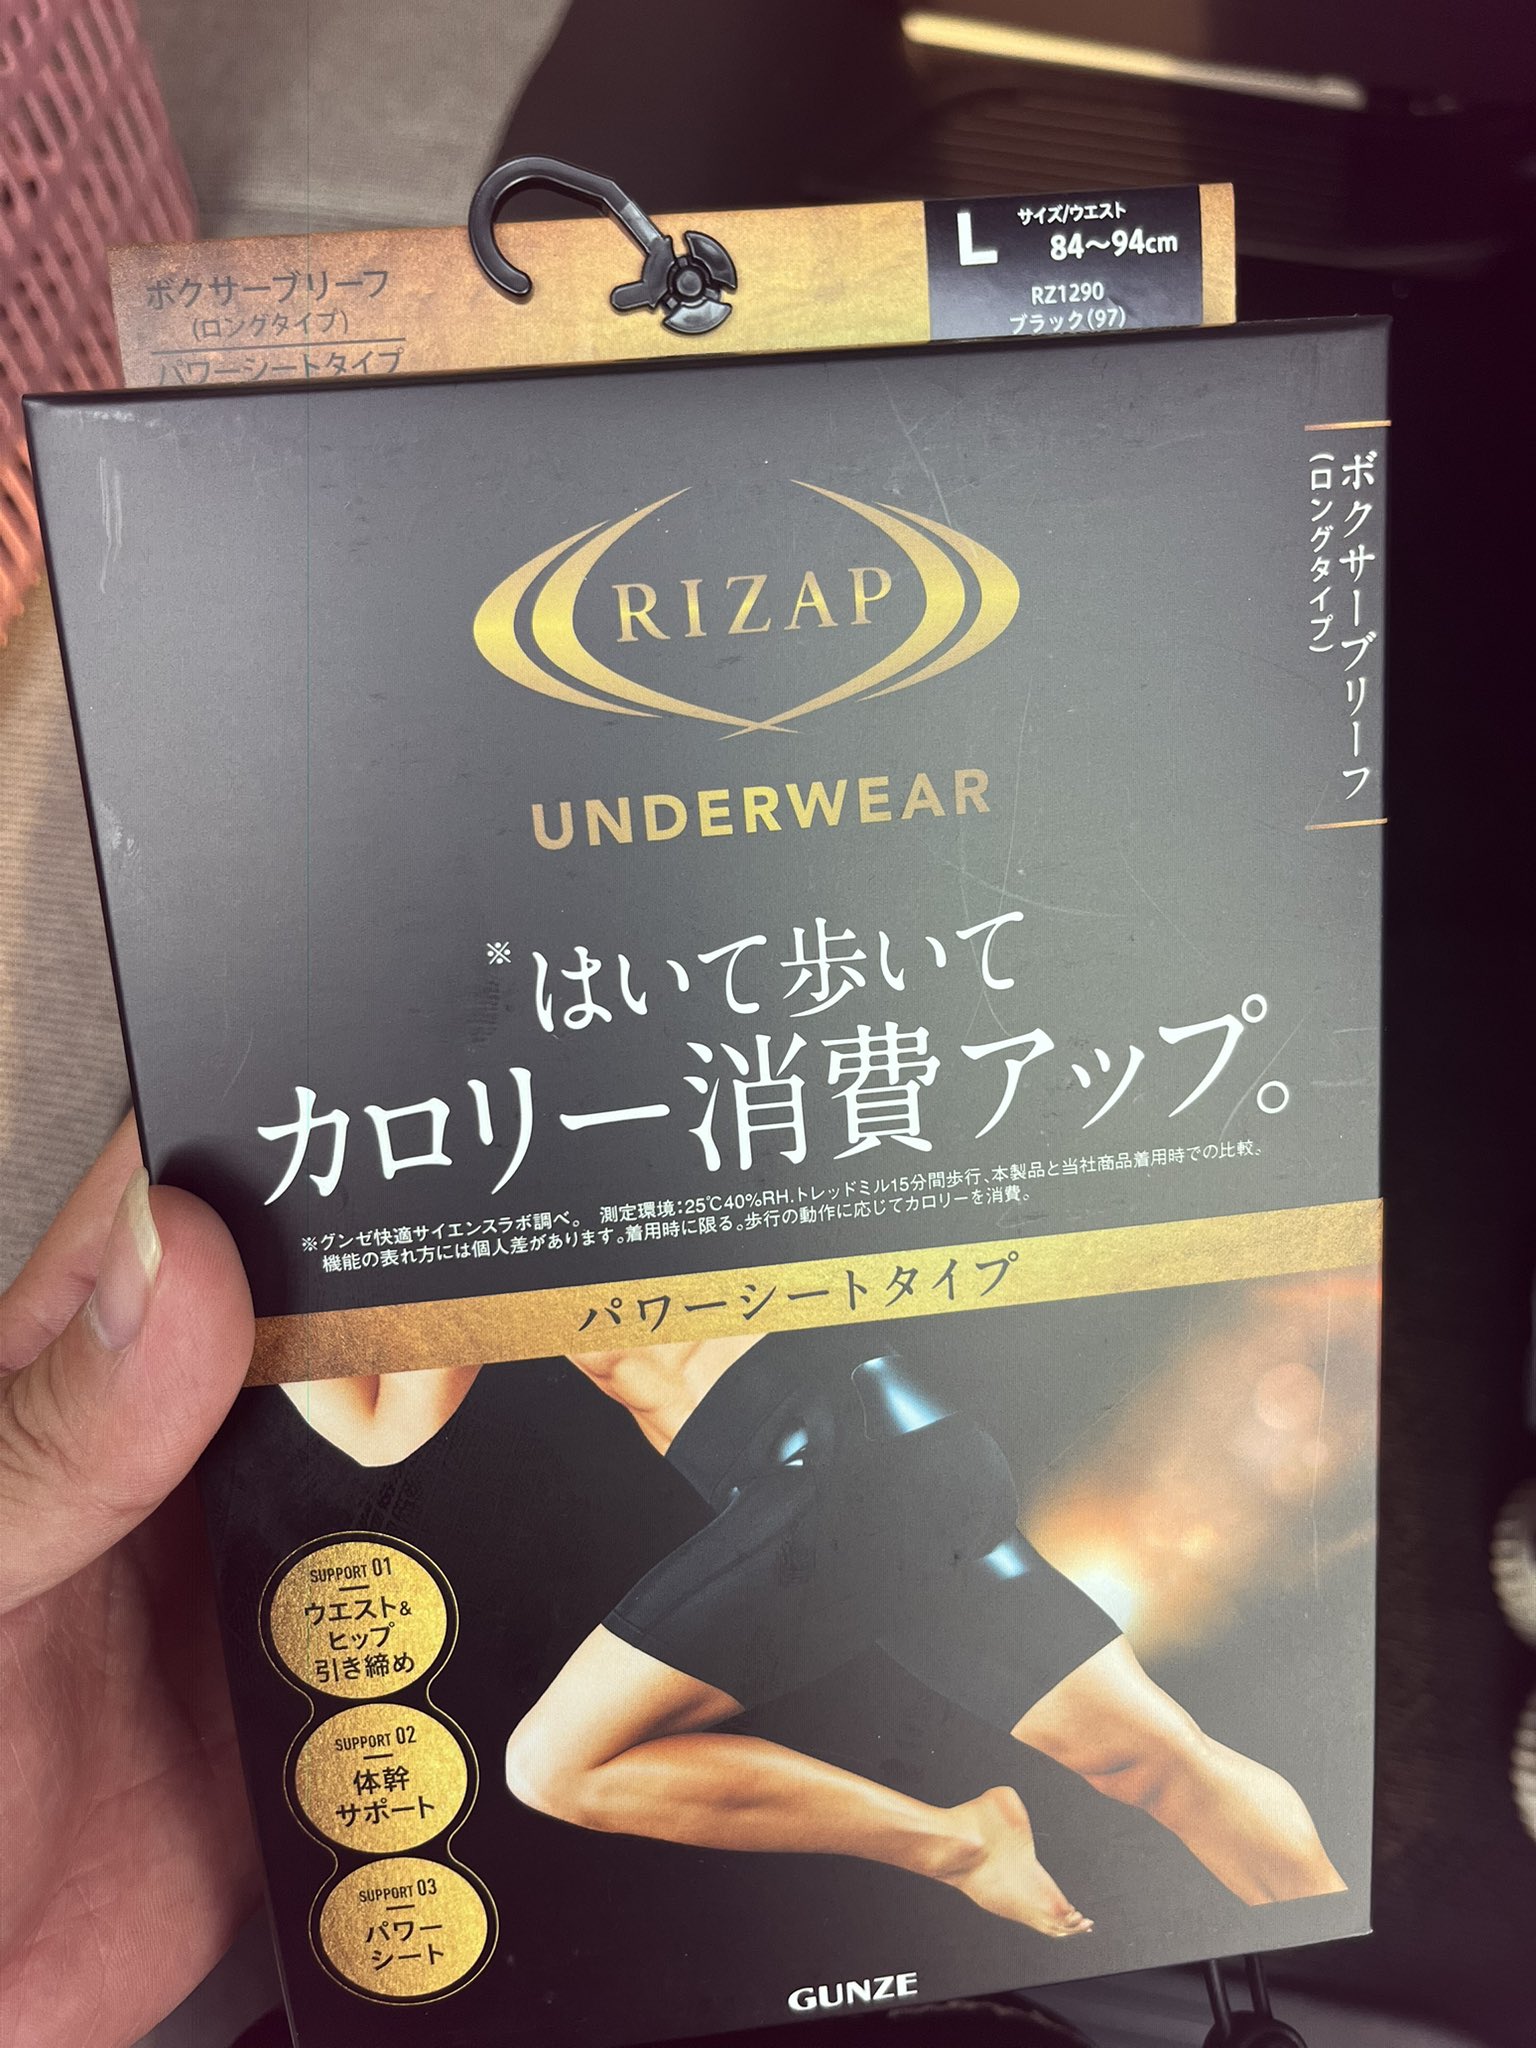 ボクサーブリーフ
(ロングタイプ)
パワーシートタイプ
L サイズ/ウエスト
84～94cm
RZ1290
ブラック(97)
ボクサーブリーフ
(ロングタイプ)
RIZAP
UNDERWEAR
※はいて歩いて
カロリー消費アップ。
※グンゼ快適サイエンスラボ調べ。 測定環境:25℃40%RH.トレッドミル15分間歩行、本製品と当社商品着用時での比較。
機能の表れ方には個人差があります。着用時に限る。歩行の動作に応じてカロリーを消費。
パワーシートタイプ
SUPPORT 01
ウエスト&
ヒップ
引き締め
SUPPORT 02
体幹
サポート
SUPPORT 03
パワー
シート
GUNZE